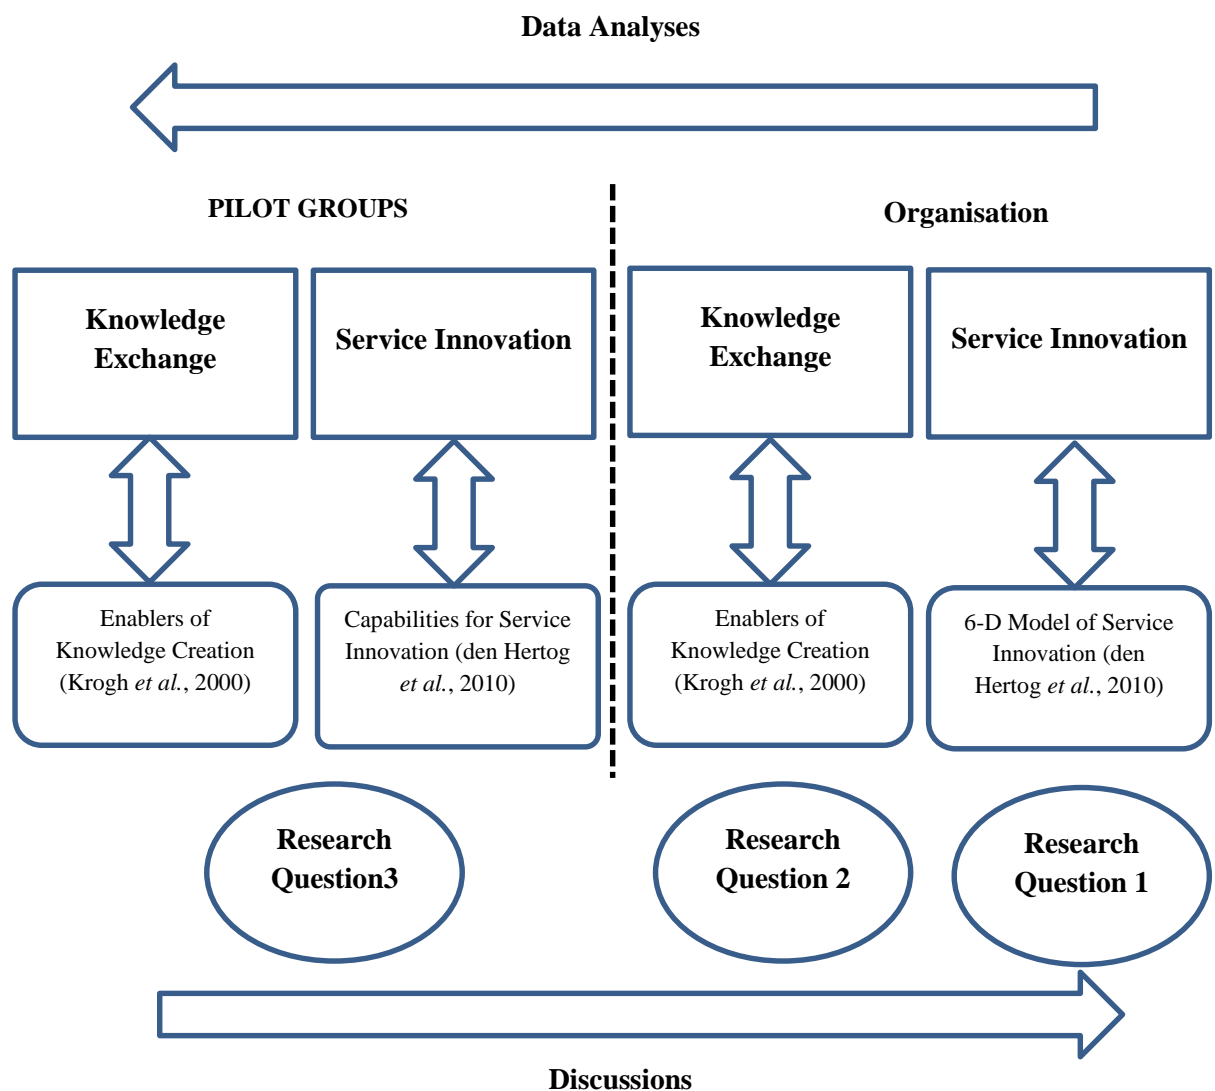 Data Analyses
PILOT GROUPS
Organisation
Knowledge
Exchange
Service Innovation
Knowledge
Exchange
Service Innovation
Enablers of
Knowledge Creation
(Krogh et al., 2000)
Capabilities for Service
Innovation (den Hertog
et al., 2010)
Enablers of
Knowledge Creation
(Krogh et al., 2000)
6-D Model of Service
Innovation (den
Hertog et al., 2010)
Research
Question3
Research
Question 2
Research
Question 1
Discussions